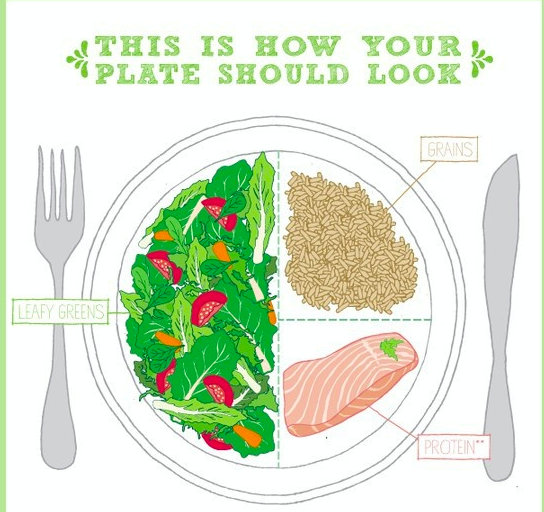 THIS IS HOW YOUR
PLATE SHOULD LOOK
GRAINS
LEAFY GREENS
PROTEIN**